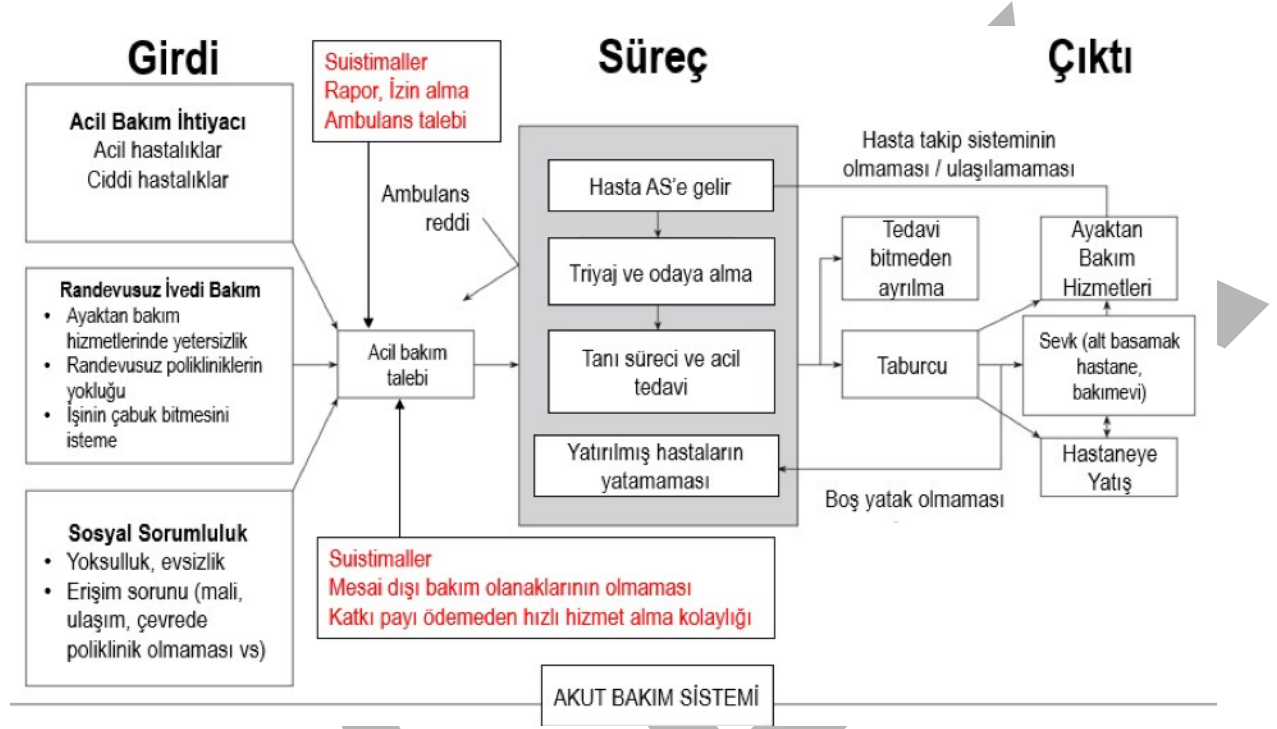 Girdi
Süreç
Çıktı
Acil Bakım İhtiyacı
Acil hastalıklar
Ciddi hastalıklar
Randevusuz İvedi Bakım
• Ayaktan bakım
hizmetlerinde yetersizlik
• Randevusuz polikliniklerin
yokluğu
• İşinin çabuk bitmesini
isteme
Sosyal Sorumluluk
• Yoksulluk, evsizlik
• Erişim sorunu (mali,
ulaşım, çevrede
poliklinik olmaması vs)
Suistimaller
Rapor, İzin alma
Ambulans talebi
Ambulans
reddi
Acil bakım
talebi
Suistimaller
Mesai dışı bakım olanaklarının olmaması
Katkı payı ödemeden hızlı hizmet alma kolaylığı
Hasta AS'e gelir
Triyaj ve odaya alma
Tanı süreci ve acil
tedavi
Yatırılmış hastaların
yatamaması
Hasta takip sisteminin
olmaması / ulaşılamaması
Tedavi
bitmeden
ayrılma
Taburcu
Ayaktan
Bakım
Hizmetleri
Sevk (alt basamak
hastane,
bakımevi)
Hastaneye
Yatış
Boş yatak olmaması
AKUT BAKIM SİSTEMİ